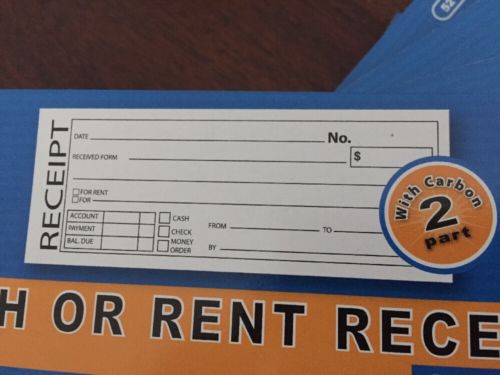 52
RECEIPT
DATE No.
RECEIVED FORM $
FOR RENT
FOR
ACCOUNT CASH
PAYMENT CHECK FROM TO
BAL. DUE MONEY ORDER BY
With Carbon
2
part
H OR RENT RECE